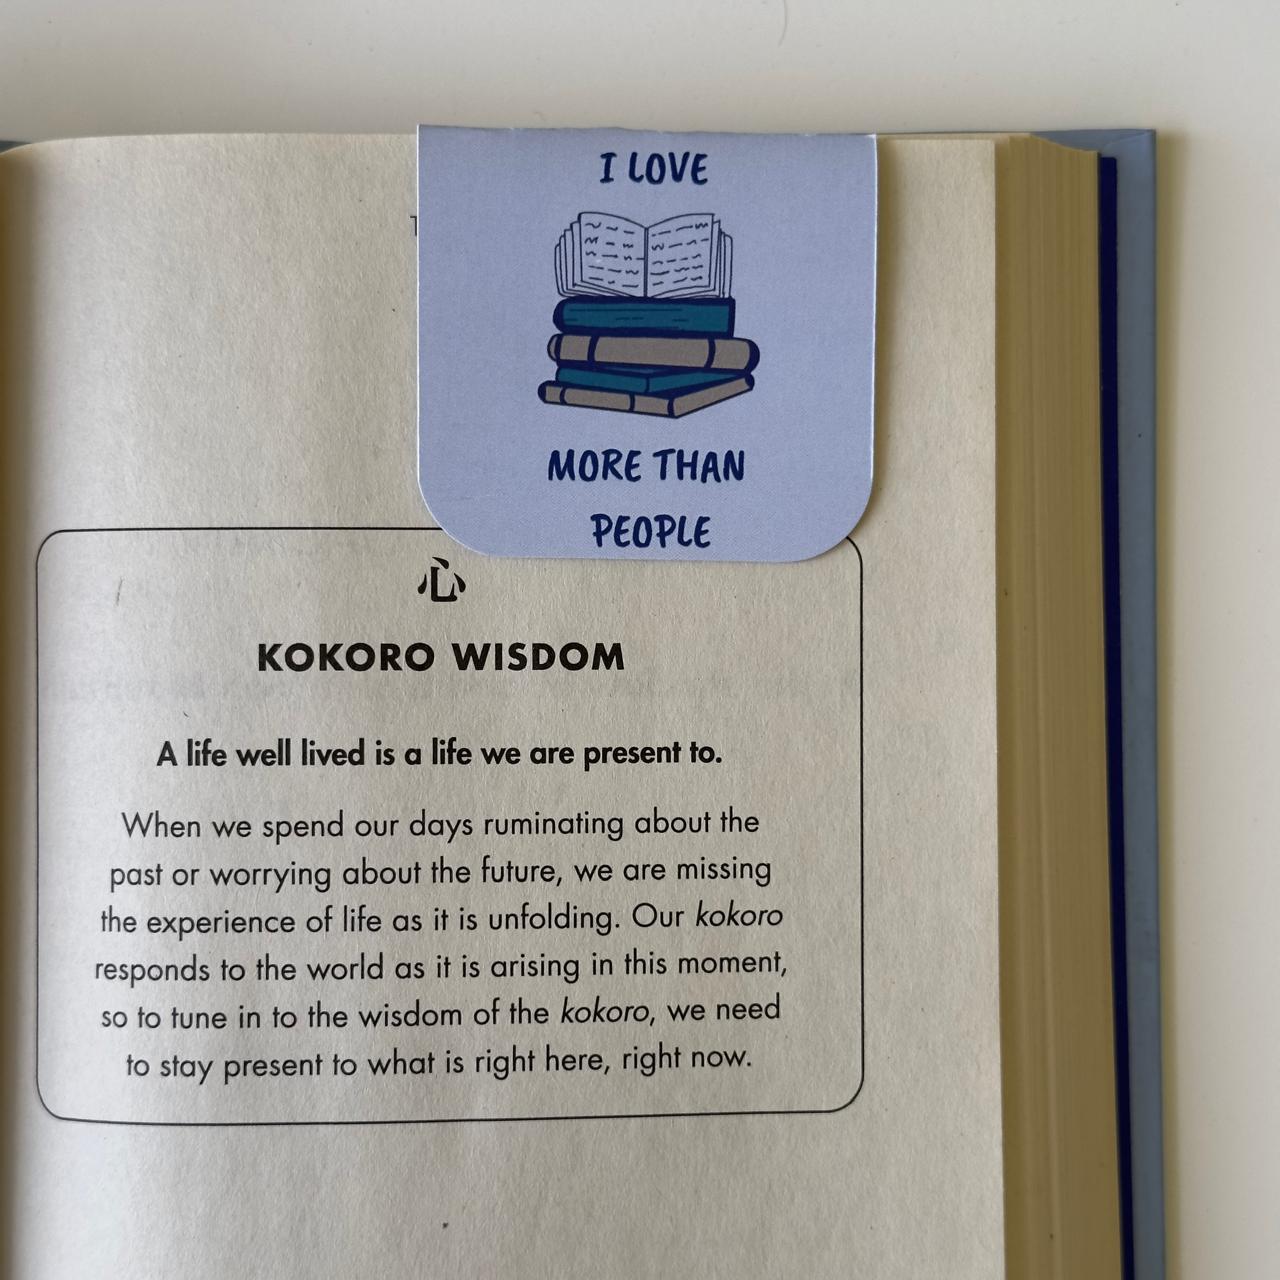 I LOVE
MORE THAN
PEOPLE
心
KOKORO WISDOM
A life well lived is a life we are present to.
When we spend our days ruminating about the
past or worrying about the future, we are missing
the experience of life as it is unfolding. Our kokoro
responds to the world as it is arising in this moment,
so to tune in to the wisdom of the kokoro, we need
to stay present to what is right here, right now.